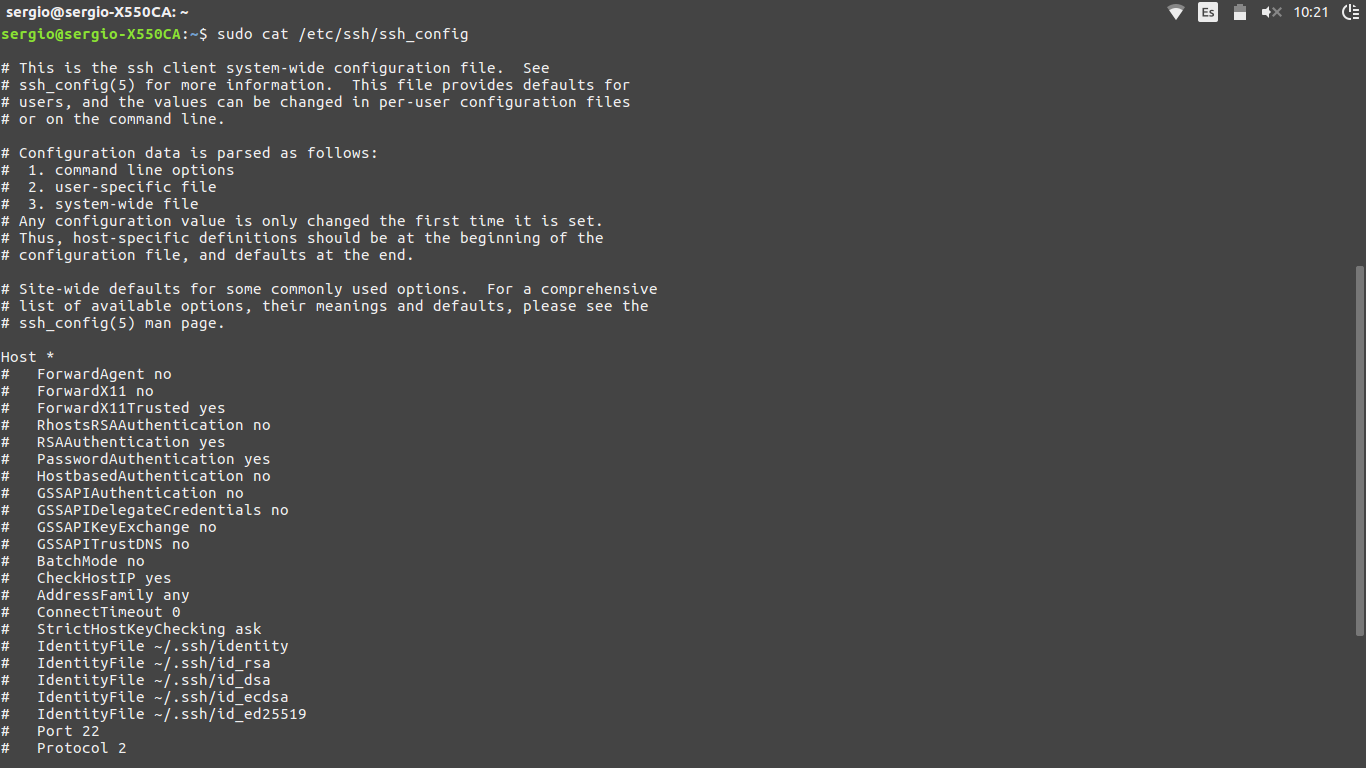 sergio@sergio-X550CA: ~
Es
10:21
sergio@sergio-X550CA:~$ sudo cat /etc/ssh/ssh_config
# This is the ssh client system-wide configuration file.  See
# ssh_config(5) for more information.  This file provides defaults for
# users, and the values can be changed in per-user configuration files
# or on the command line.
# Configuration data is parsed as follows:
#  1. command line options
#  2. user-specific file
#  3. system-wide file
# Any configuration value is only changed the first time it is set.
# Thus, host-specific definitions should be at the beginning of the
# configuration file, and defaults at the end.
# Site-wide defaults for some commonly used options.  For a comprehensive
# list of available options, their meanings and defaults, please see the
# ssh_config(5) man page.
Host *
#   ForwardAgent no
#   ForwardX11 no
#   ForwardX11Trusted yes
#   RhostsRSAAuthentication no
#   RSAAuthentication yes
#   PasswordAuthentication yes
#   HostbasedAuthentication no
#   GSSAPIAuthentication no
#   GSSAPIDelegateCredentials no
#   GSSAPIKeyExchange no
#   GSSAPITrustDNS no
#   BatchMode no
#   CheckHostIP yes
#   AddressFamily any
#   ConnectTimeout 0
#   StrictHostKeyChecking ask
#   IdentityFile ~/.ssh/identity
#   IdentityFile ~/.ssh/id_rsa
#   IdentityFile ~/.ssh/id_dsa
#   IdentityFile ~/.ssh/id_ecdsa
#   IdentityFile ~/.ssh/id_ed25519
#   Port 22
#   Protocol 2